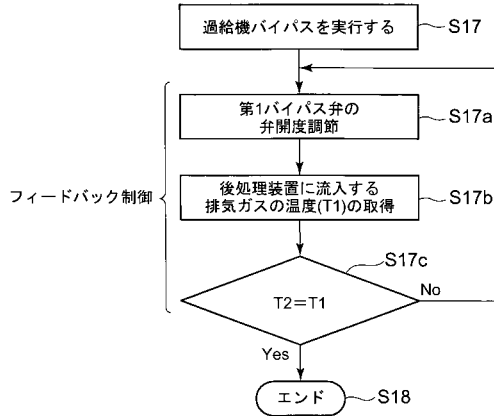 過給機バイパスを実行する
S17
第1バイパス弁の
弁開度調節
S17a
フィードバック制御
後処理装置に流入する
排気ガスの温度(T1)の取得
S17b
S17c
T2=T1
No
Yes
エンド
S18